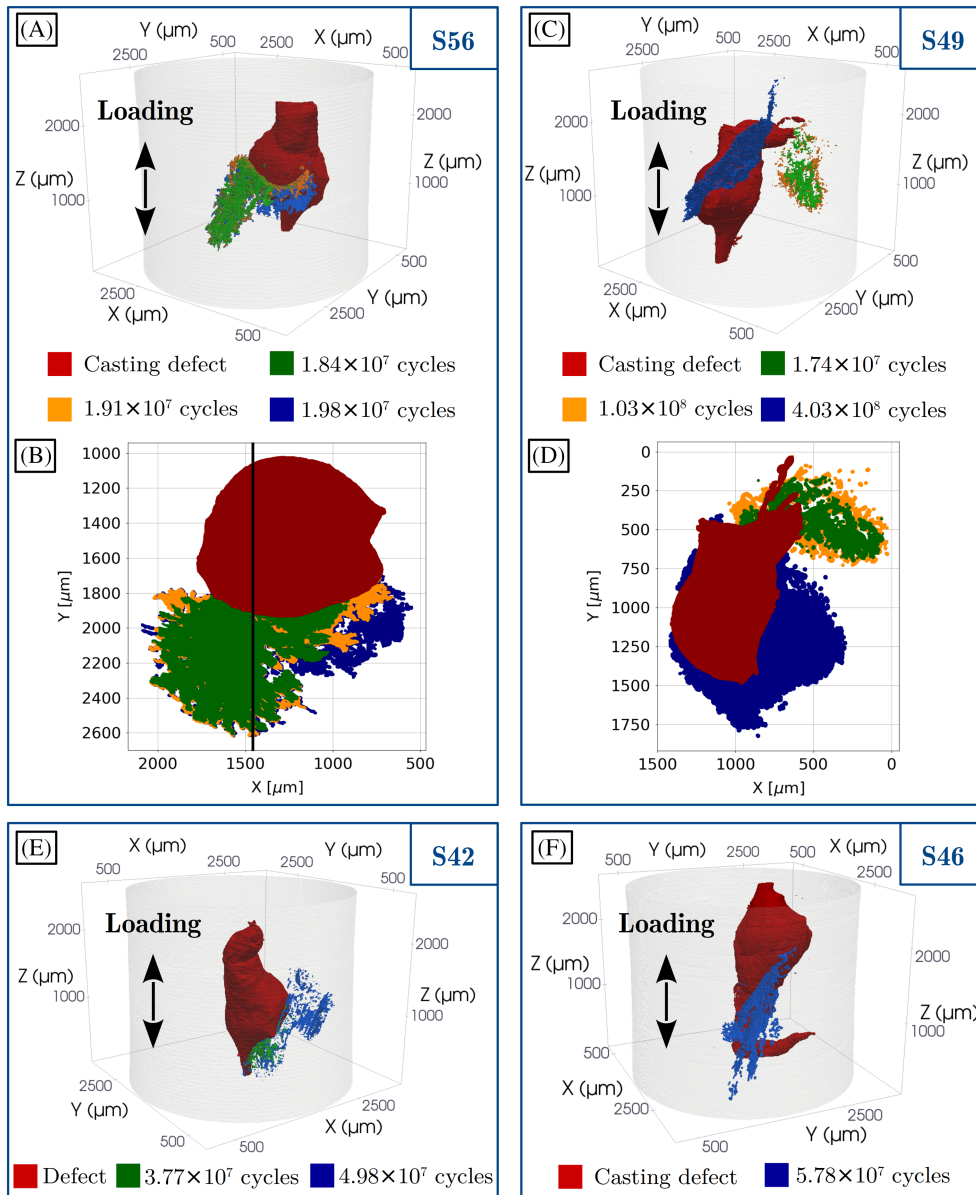 (A)
S56
Y (µm)
X (µm)
2500
500
2500
500
Loading
2000
2000
Z (µm)
Z (µm)
1000
1000
500
2500
Y (µm)
X (µm)
2500
500
Casting defect
1.84×10⁷ cycles
1.91×10⁷ cycles
1.98×10⁷ cycles
(B)
1000
1200
1400
1600
1800
2000
2200
2400
2600
Y [µm]
2000 1500 1000 500
X [µm]
(C)
S49
Y (µm)
X (µm)
2500
500
2500
500
Loading
2000
2000
Z (µm)
Z (µm)
1000
1000
500
2500
Y (µm)
X (µm)
2500
500
Casting defect
1.74×10⁷ cycles
1.03×10⁸ cycles
4.03×10⁸ cycles
(D)
0
250
500
750
1000
1250
1500
1750
Y [µm]
1500 1000 500 0
X [µm]
(E)
S42
X (µm)
Y (µm)
500
2500
2500
500
Loading
2000
2000
Z (µm)
Z (µm)
1000
1000
2500
2500
Y (µm)
X (µm)
500
500
Defect
3.77×10⁷ cycles
4.98×10⁷ cycles
(F)
S46
Y (µm)
X (µm)
500
2500
500
2500
Loading
2000
2000
Z (µm)
Z (µm)
1000
1000
500
X (µm)
2500
2500
Y (µm)
500
Casting defect
5.78×10⁷ cycles